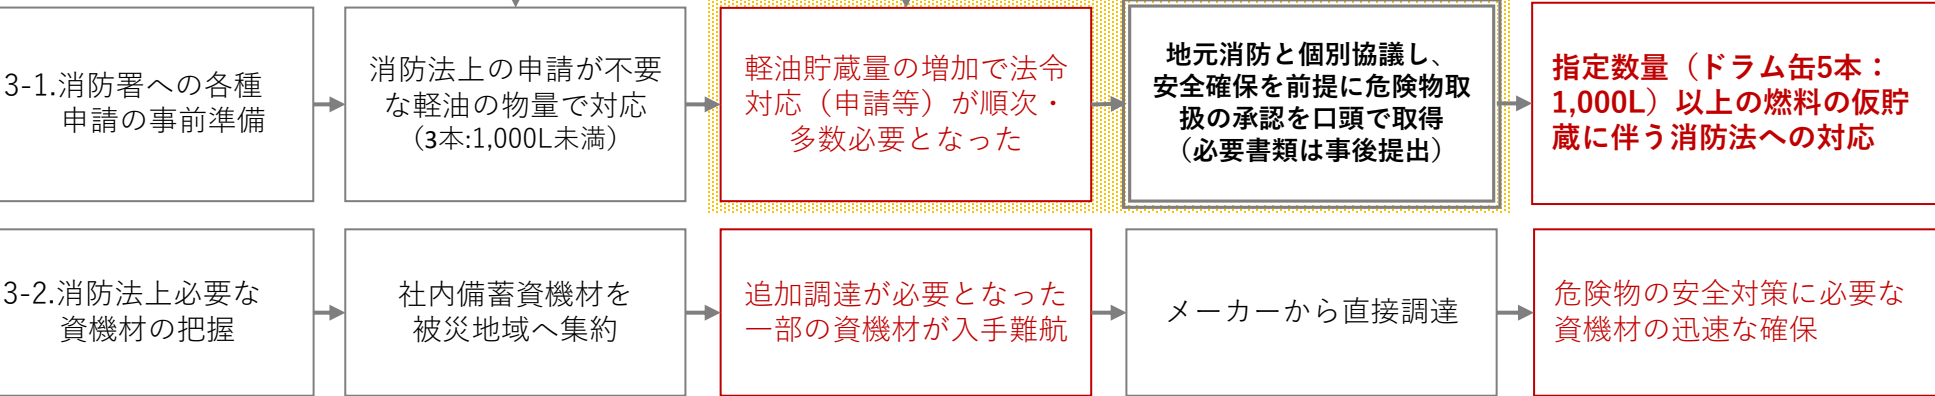 3-1.消防署への各種
申請の事前準備
消防法上の申請が不要
な軽油の物量で対応
（3本:1,000L未満）
軽油貯蔵量の増加で法令
対応（申請等）が順次・
多数必要となった
地元消防と個別協議し、
安全確保を前提に危険物取
扱の承認を口頭で取得
（必要書類は事後提出）
指定数量（ドラム缶5本：
1,000L）以上の燃料の仮貯
蔵に伴う消防法への対応
3-2.消防法上必要な
資機材の把握
社内備蓄資機材を
被災地域へ集約
追加調達が必要となった
一部の資機材が入手難航
メーカーから直接調達
危険物の安全対策に必要な
資機材の迅速な確保